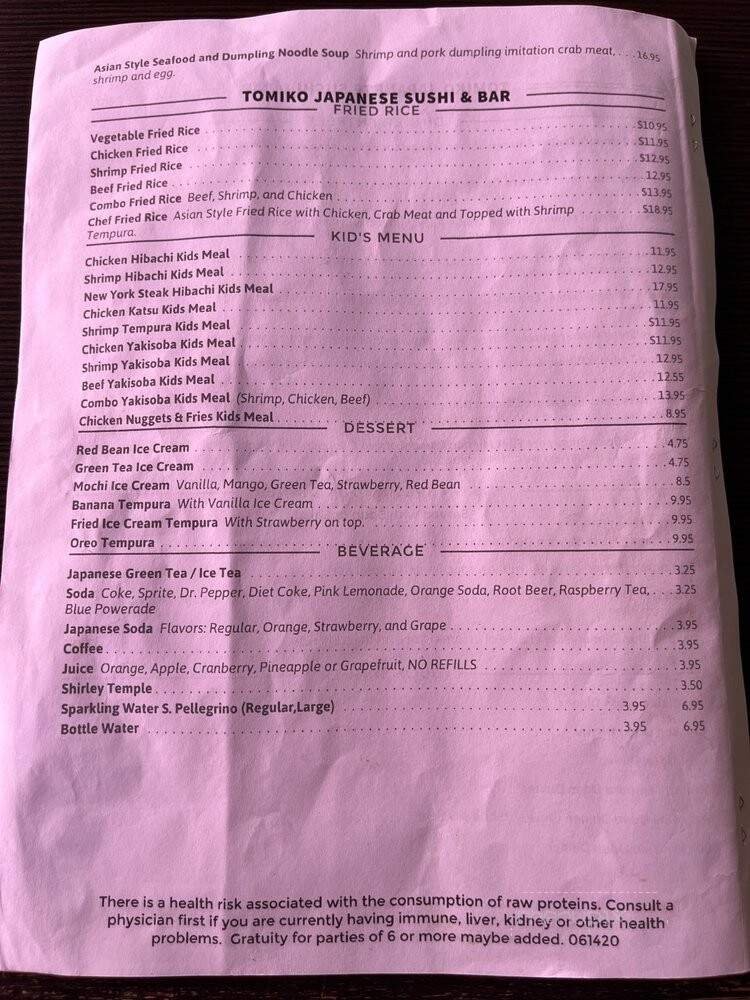 Asian Style Seafood and Dumpling Noodle Soup Shrimp and pork dumpling imitation crab meat, . . . 16.95
shrimp and egg.
TOMIKO JAPANESE SUSHI & BAR
FRIED RICE
Vegetable Fried Rice $10.95
Chicken Fried Rice $11.95
Shrimp Fried Rice $12.95
Beef Fried Rice 12.95
Combo Fried Rice Beef, Shrimp, and Chicken $13.95
Chef Fried Rice Asian Style Fried Rice with Chicken, Crab Meat and Topped with Shrimp $18.95
Tempura.
KID'S MENU
Chicken Hibachi Kids Meal 11.95
Shrimp Hibachi Kids Meal 12.95
New York Steak Hibachi Kids Meal 17.95
Chicken Katsu Kids Meal 11.95
Shrimp Tempura Kids Meal $11.95
Chicken Yakisoba Kids Meal $11.95
Shrimp Yakisoba Kids Meal 12.95
Beef Yakisoba Kids Meal 12.55
Combo Yakisoba Kids Meal (Shrimp, Chicken, Beef) 13.95
Chicken Nuggets & Fries Kids Meal 8.95
DESSERT
Red Bean Ice Cream 4.75
Green Tea Ice Cream 4.75
Mochi Ice Cream Vanilla, Mango, Green Tea, Strawberry, Red Bean 8.5
Banana Tempura With Vanilla Ice Cream 9.95
Fried Ice Cream Tempura With Strawberry on top. 9.95
Oreo Tempura 9.95
BEVERAGE
Japanese Green Tea / Ice Tea 3.25
Soda Coke, Sprite, Dr. Pepper, Diet Coke, Pink Lemonade, Orange Soda, Root Beer, Raspberry Tea, . . . 3.25
Blue Powerade
Japanese Soda Flavors: Regular, Orange, Strawberry, and Grape 3.95
Coffee 3.95
Juice Orange, Apple, Cranberry, Pineapple or Grapefruit, NO REFILLS 3.95
Shirley Temple 3.50
Sparkling Water S. Pellegrino (Regular,Large) 3.95 6.95
Bottle Water 3.95 6.95
There is a health risk associated with the consumption of raw proteins. Consult a
physician first if you are currently having immune, liver, kidney or other health
problems. Gratuity for parties of 6 or more maybe added. 061420